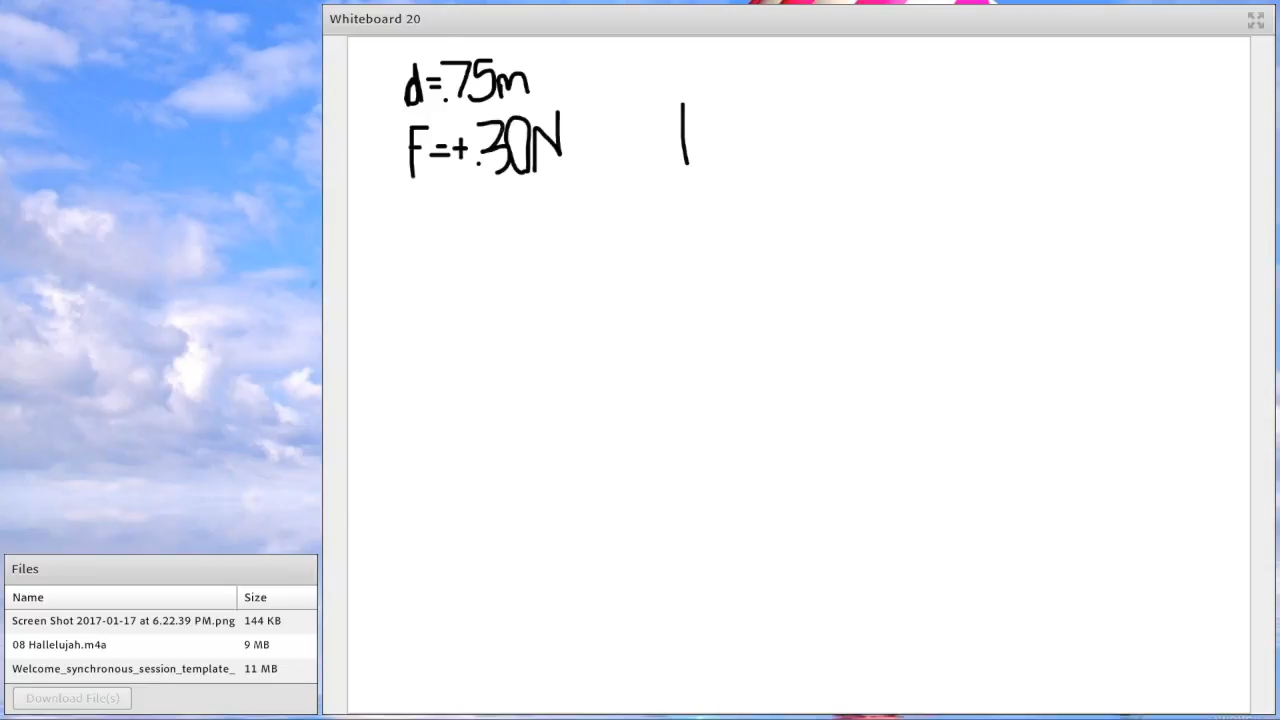 Whiteboard 20
d=.75m
F=+.30N
Files
Name Size
Screen Shot 2017-01-17 at 6.22.39 PM.png 144 KB
08 Hallelujah.m4a 9 MB
Welcome_synchronous_session_template_ 11 MB
Download File(s)